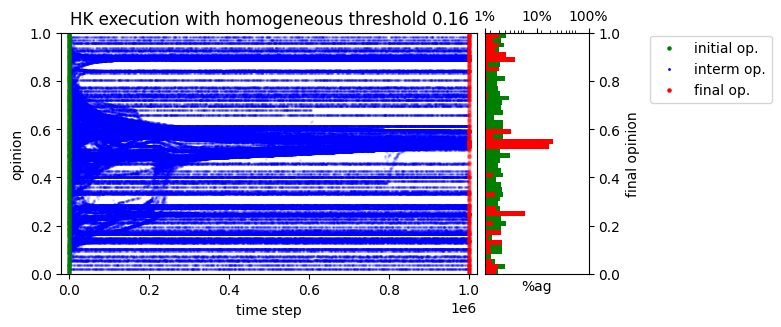 HK execution with homogeneous threshold 0.16
1% 10% 100%
initial op.
interm op.
final op.
opinion
1.0
0.8
0.6
0.4
0.2
0.0
0.0 0.2 0.4 0.6 0.8 1.0
1e6
time step
%ag
1.0
0.8
0.6
0.4
0.2
0.0
final opinion